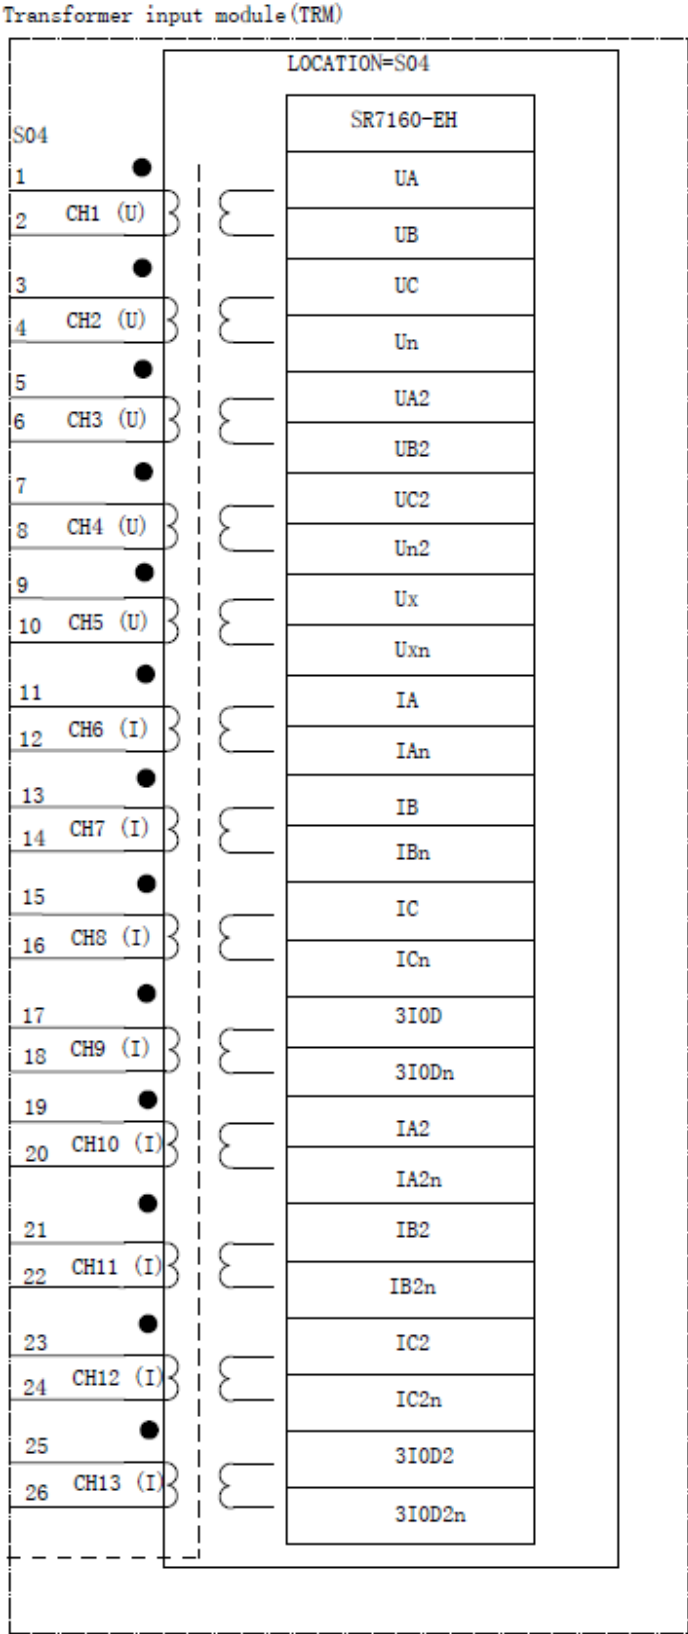 Transformer input module(TRM)
LOCATION=S04
SR7160-EH
S04
1
UA
CH1 (U)
2
UB
3
UC
CH2 (U)
4
Un
5
UA2
CH3 (U)
6
UB2
7
UC2
CH4 (U)
8
Un2
9
Ux
CH5 (U)
10
Uxn
11
IA
CH6 (I)
12
IAn
13
IB
CH7 (I)
14
IBn
15
IC
CH8 (I)
16
ICn
17
3I0D
CH9 (I)
18
3I0Dn
19
IA2
CH10 (I)
20
IA2n
21
IB2
CH11 (I)
22
IB2n
23
IC2
CH12 (I)
24
IC2n
25
3I0D2
CH13 (I)
26
3I0D2n